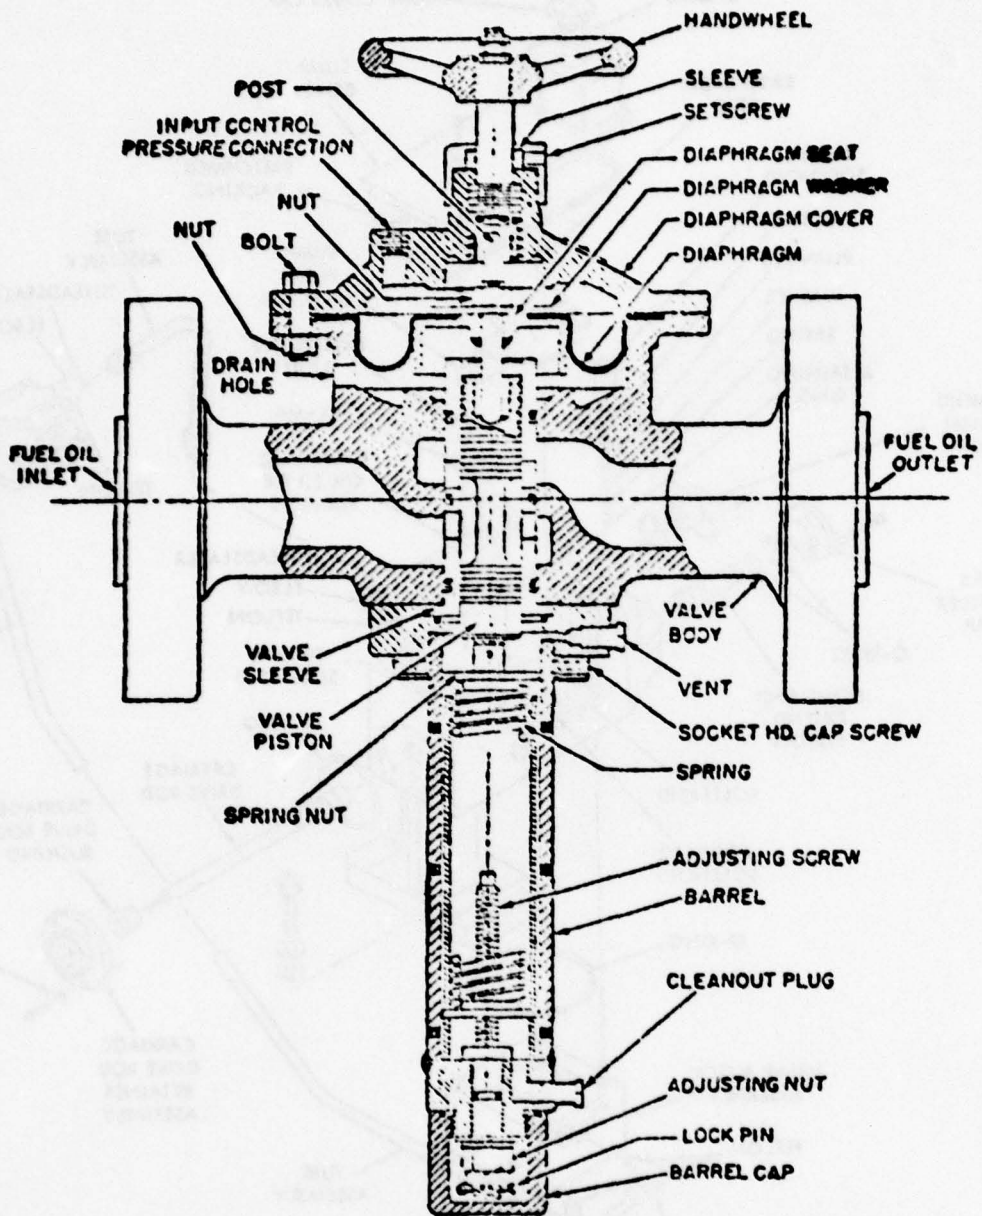 HANDWHEEL
POST
SLEEVE
SETSCREW
INPUT CONTROL
PRESSURE CONNECTION
DIAPHRAGM SEAT
DIAPHRAGM WASHER
NUT
DIAPHRAGM COVER
NUT
BOLT
DIAPHRAGM
DRAIN
HOLE
FUEL OIL
INLET
FUEL OIL
OUTLET
VALVE
BODY
VALVE
SLEEVE
VENT
VALVE
PISTON
SOCKET HD. CAP SCREW
SPRING
SPRING NUT
ADJUSTING SCREW
BARREL
CLEANOUT PLUG
ADJUSTING NUT
LOCK PIN
BARREL CAP